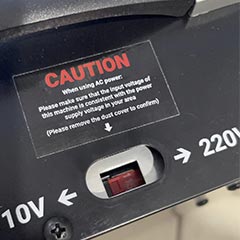 CAUTION
When using AC power:
Please make sure that the input voltage of
this machine is consistent with the power
supply voltage in your area
(Please remove the dust cover to confirm)
↓
10V ← → 220V